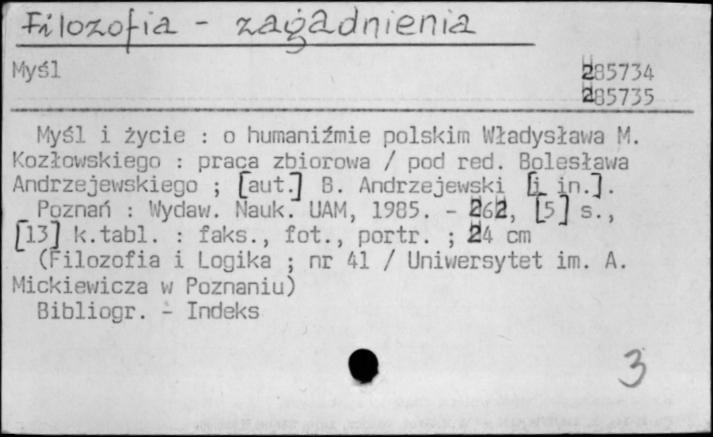 Filozofia - zagadnienia
Myśl 285734
285735
Myśl i życie : o humaniźmie polskim Władysława M.
Kozłowskiego : praca zbiorowa / pod red. Bolesława
Andrzejewskiego ; [aut.] B. Andrzejewski [i in.].
Poznań : Wydaw. Nauk. UAM, 1985. - 262, [5] s.,
[13] k.tabl. : faks., fot., portr. ; 24 cm
(Filozofia i Logika ; nr 41 / Uniwersytet im. A.
Mickiewicza w Poznaniu)
Bibliogr. - Indeks
3